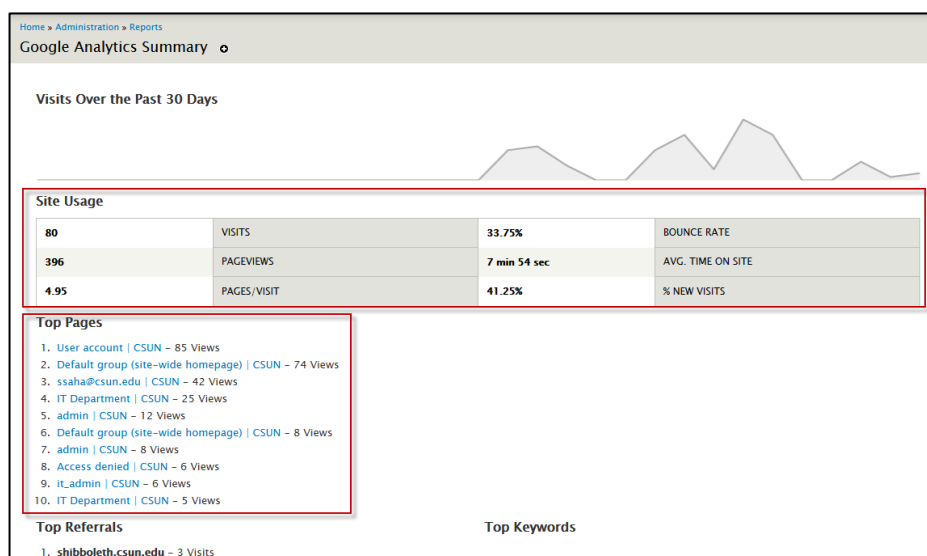 Home » Administration » Reports
Google Analytics Summary
Visits Over the Past 30 Days
Site Usage
80 VISITS 33.75% BOUNCE RATE
396 PAGEVIEWS 7 min 54 sec AVG. TIME ON SITE
4.95 PAGES/VISIT 41.25% % NEW VISITS
Top Pages
1. User account | CSUN – 85 Views
2. Default group (site-wide homepage) | CSUN – 74 Views
3. ssaha@csun.edu | CSUN – 42 Views
4. IT Department | CSUN – 25 Views
5. admin | CSUN – 12 Views
6. Default group (site-wide homepage) | CSUN – 8 Views
7. admin | CSUN – 8 Views
8. Access denied | CSUN – 6 Views
9. it_admin | CSUN – 6 Views
10. IT Department | CSUN – 5 Views
Top Referrals Top Keywords
1. shibboleth.csun.edu – 3 Visits